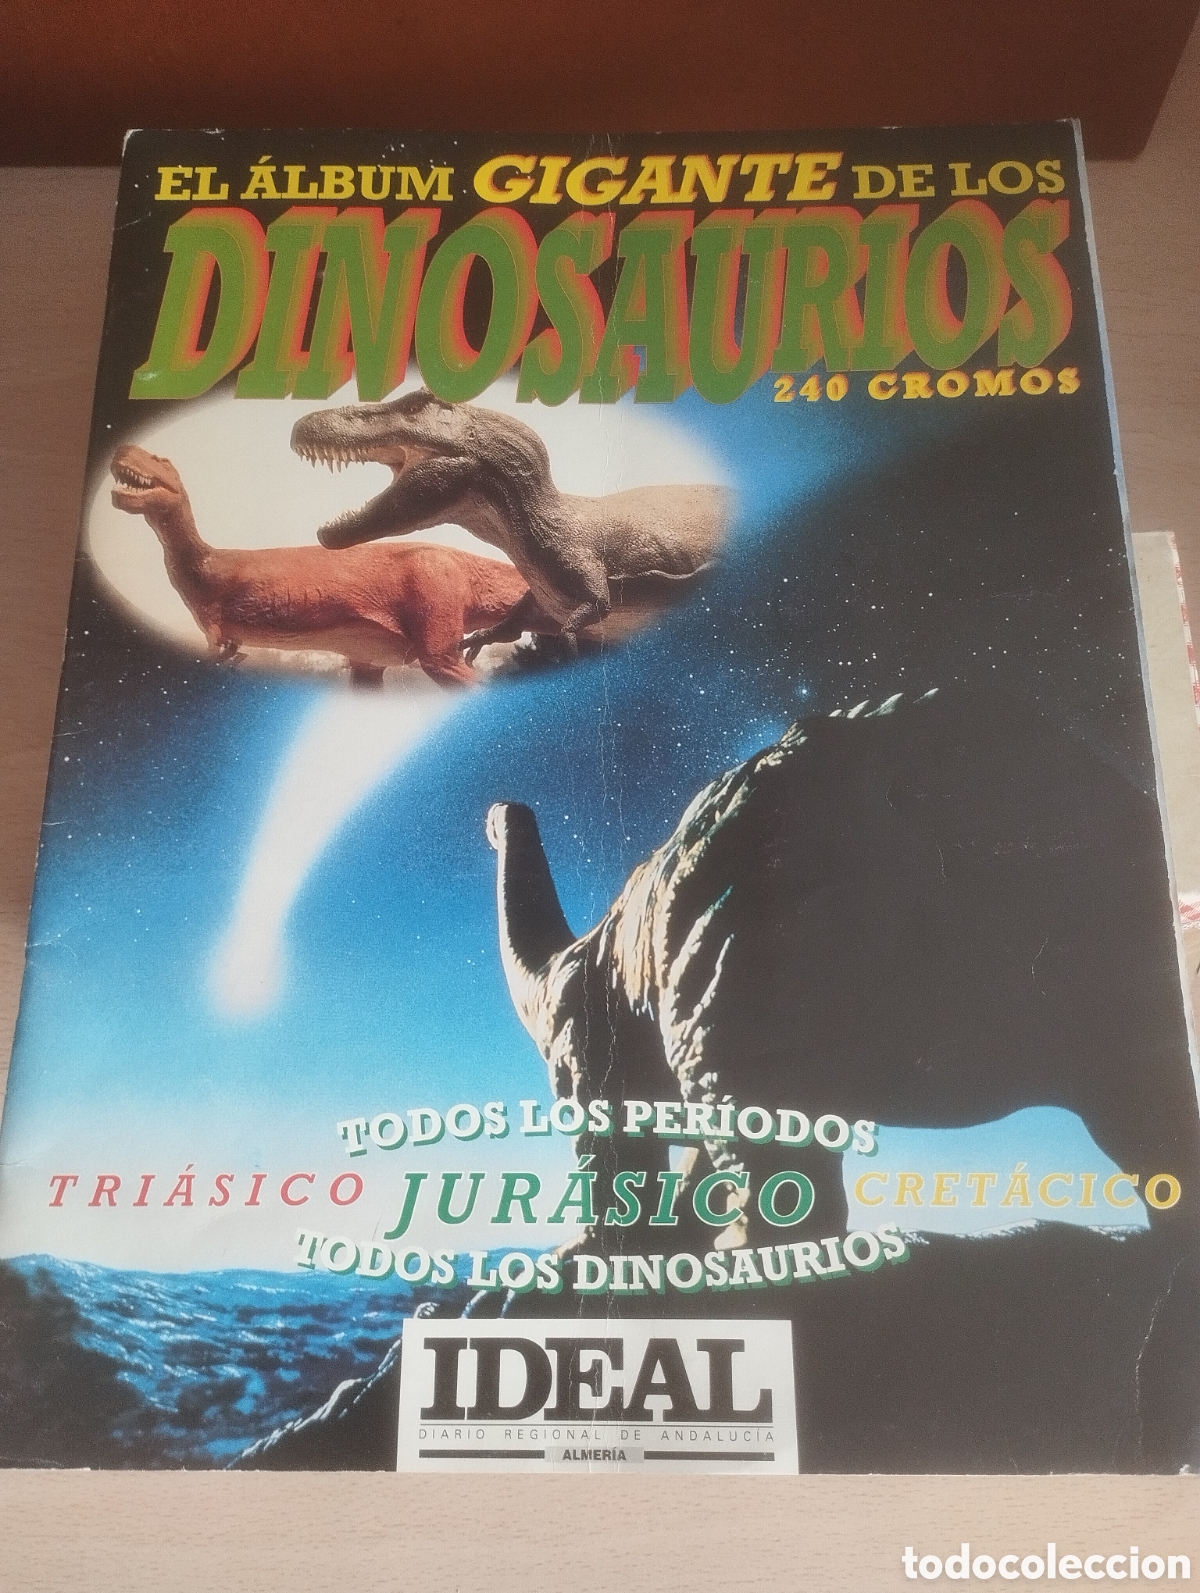 EL ÁLBUM GIGANTE DE LOS
DINOSAURIOS
240 CROMOS
TODOS LOS PERÍODOS
TRIÁSICO JURÁSICO CRETÁCICO
TODOS LOS DINOSAURIOS
IDEAL
DIARIO REGIONAL DE ANDALUCÍA
ALMERÍA
todocoleccion